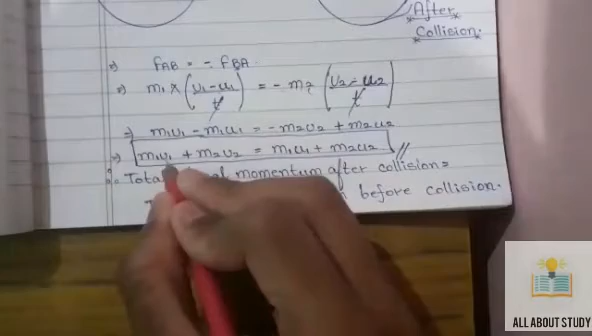 After
Collision.
⇒) FAB = - FBA
⇒) m1 × (v1-u1/t) = - m2 (v2-u2/t)
⇒ m1v1 - m1u1 = -m2v2 + m2u2
⇒) m1v1 + m2v2 = m1u1 + m2u2 //
∴ momentum after collision =
before collision.
ALL ABOUT STUDY